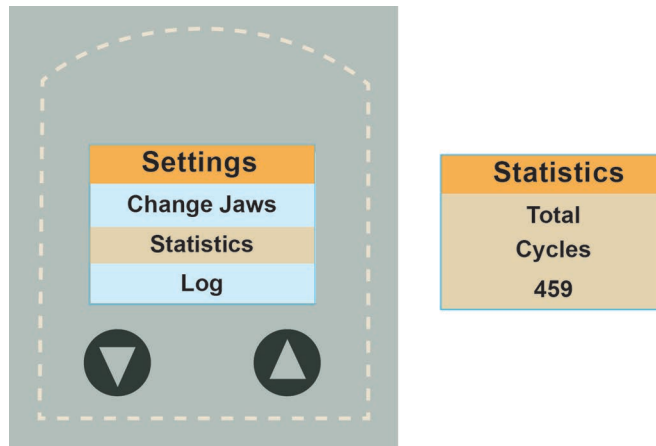 Settings
Change Jaws
Statistics
Log
Statistics
Total
Cycles
459